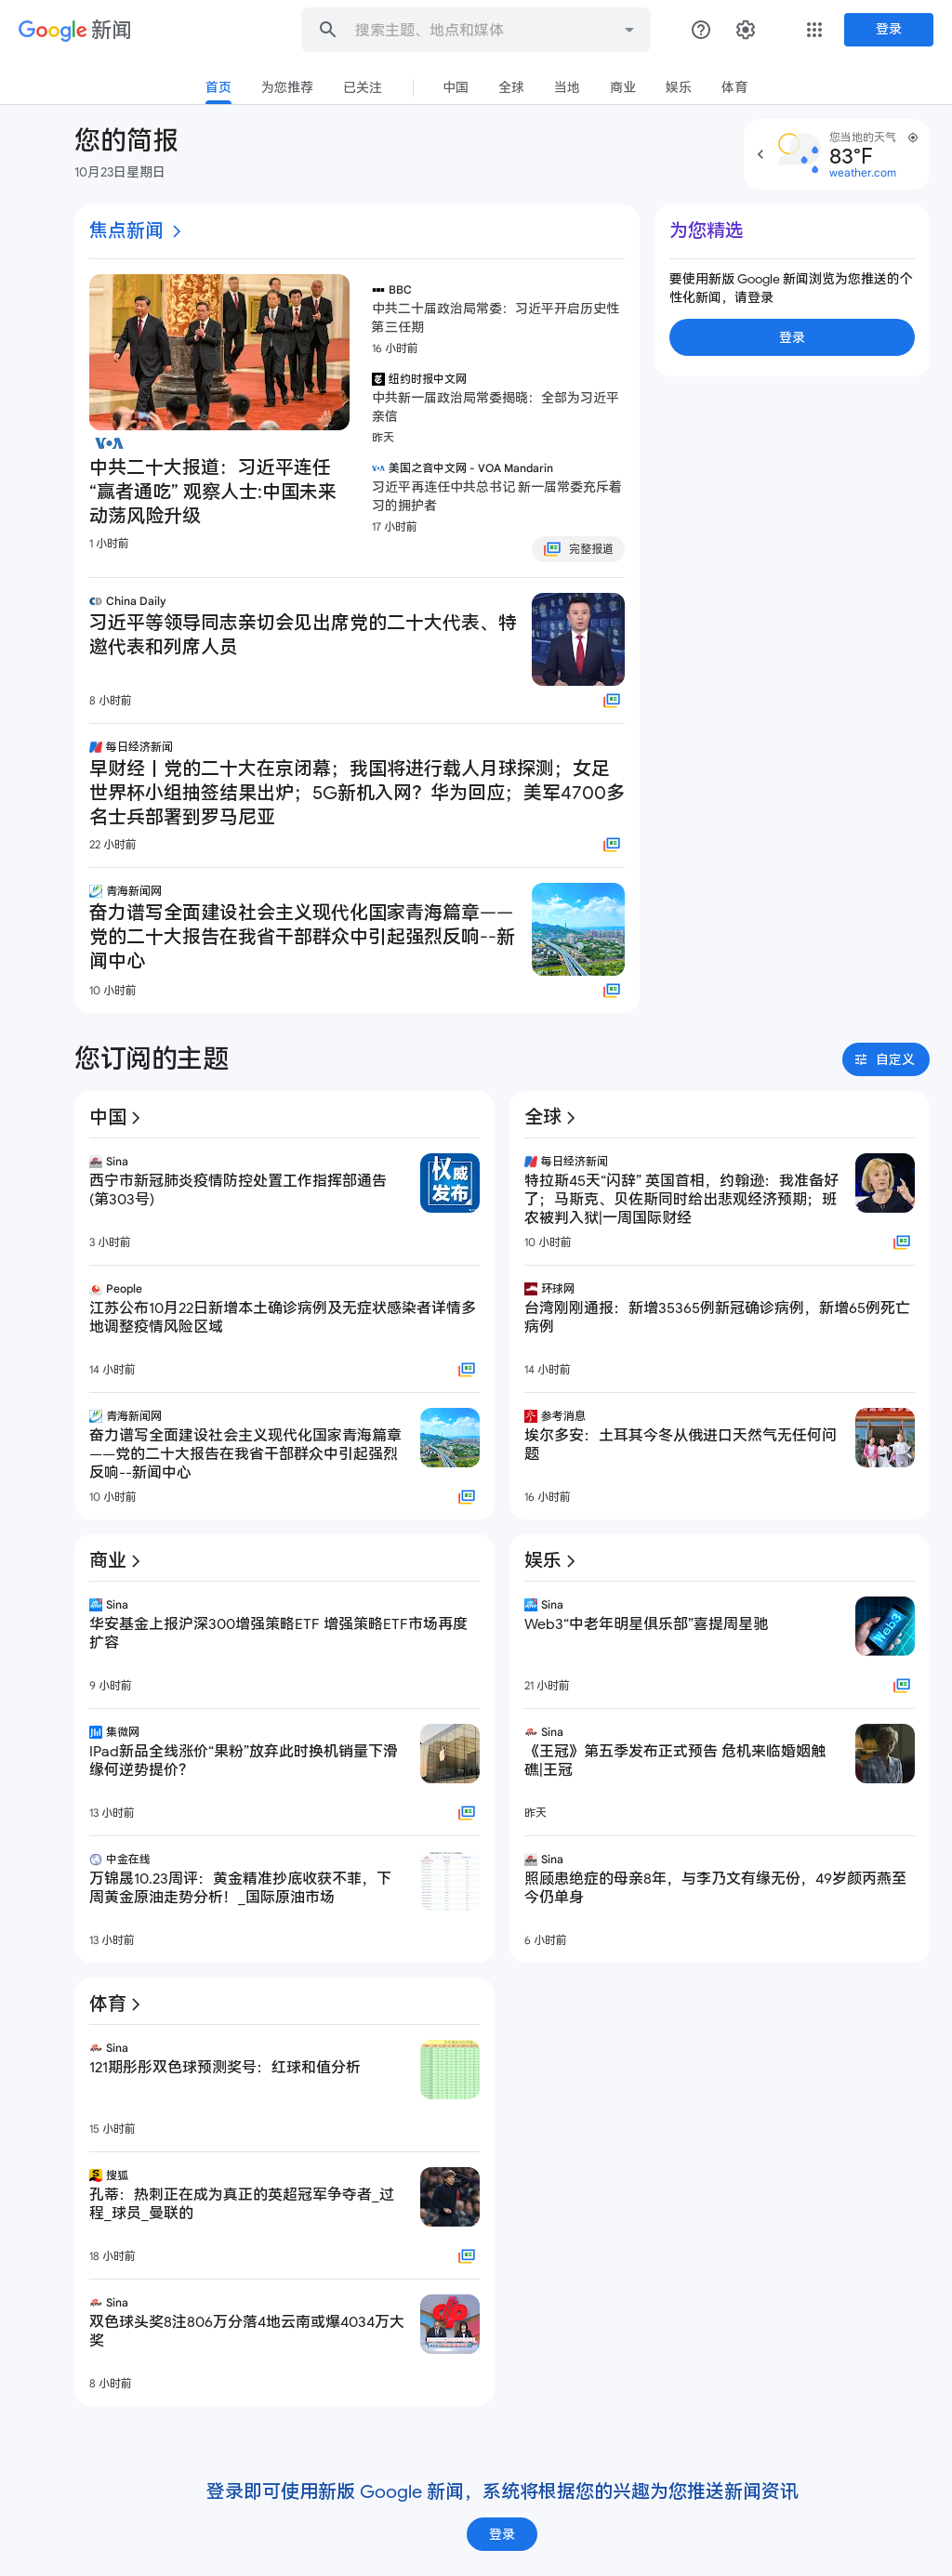 Google 新闻
搜索主题、地点和媒体
登录
首页 为您推荐 已关注 中国 全球 当地 商业 娱乐 体育
您的简报
10月23日星期日
您当地的天气
83°F
weather.com
焦点新闻
VOA
中共二十大报道：习近平连任
“赢者通吃” 观察人士:中国未来
动荡风险升级
1 小时前
BBC
中共二十届政治局常委：习近平开启历史性
第三任期
16 小时前
纽约时报中文网
中共新一届政治局常委揭晓：全部为习近平
亲信
昨天
美国之音中文网 - VOA Mandarin
习近平再连任中共总书记 新一届常委充斥着
习的拥护者
17 小时前
完整报道
China Daily
习近平等领导同志亲切会见出席党的二十大代表、特
邀代表和列席人员
8 小时前
每日经济新闻
早财经丨党的二十大在京闭幕；我国将进行载人月球探测；女足
世界杯小组抽签结果出炉；5G新机入网？华为回应；美军4700多
名士兵部署到罗马尼亚
22 小时前
青海新闻网
奋力谱写全面建设社会主义现代化国家青海篇章——
党的二十大报告在我省干部群众中引起强烈反响--新
闻中心
10 小时前
为您精选
要使用新版 Google 新闻浏览为您推送的个
性化新闻，请登录
登录
您订阅的主题
自定义
中国
Sina
西宁市新冠肺炎疫情防控处置工作指挥部通告
(第303号)
权威
发布
3 小时前
People
江苏公布10月22日新增本土确诊病例及无症状感染者详情多
地调整疫情风险区域
14 小时前
青海新闻网
奋力谱写全面建设社会主义现代化国家青海篇章
——党的二十大报告在我省干部群众中引起强烈
反响--新闻中心
10 小时前
全球
每日经济新闻
特拉斯45天“闪辞” 英国首相，约翰逊：我准备好
了；马斯克、贝佐斯同时给出悲观经济预期；班
农被判入狱|一周国际财经
10 小时前
环球网
台湾刚刚通报：新增35365例新冠确诊病例，新增65例死亡
病例
14 小时前
参考消息
埃尔多安：土耳其今冬从俄进口天然气无任何问
题
16 小时前
商业
Sina
华安基金上报沪深300增强策略ETF 增强策略ETF市场再度
扩容
9 小时前
集微网
IPad新品全线涨价“果粉”放弃此时换机销量下滑
缘何逆势提价？
13 小时前
中金在线
万锦晟10.23周评：黄金精准抄底收获不菲，下
周黄金原油走势分析！_国际原油市场
13 小时前
娱乐
Sina
Web3“中老年明星俱乐部”喜提周星驰
Web3
21 小时前
Sina
《王冠》第五季发布正式预告 危机来临婚姻触
礁|王冠
昨天
Sina
照顾患绝症的母亲8年，与李乃文有缘无份，49岁颜丙燕至
今仍单身
6 小时前
体育
Sina
121期彤彤双色球预测奖号：红球和值分析
15 小时前
搜狐
孔蒂：热刺正在成为真正的英超冠军争夺者_过
程_球员_曼联的
18 小时前
Sina
双色球头奖8注806万分落4地云南或爆4034万大
奖
8 小时前
登录即可使用新版 Google 新闻，系统将根据您的兴趣为您推送新闻资讯
登录